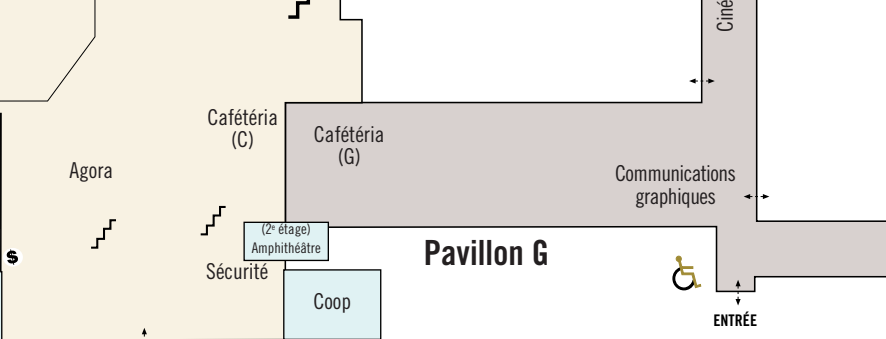 Ciné
Cafétéria
(C)
Cafétéria
(G)
Agora
Communications
graphiques
(2e étage)
Amphithéâtre
Pavillon G
$
Sécurité
Coop
ENTRÉE